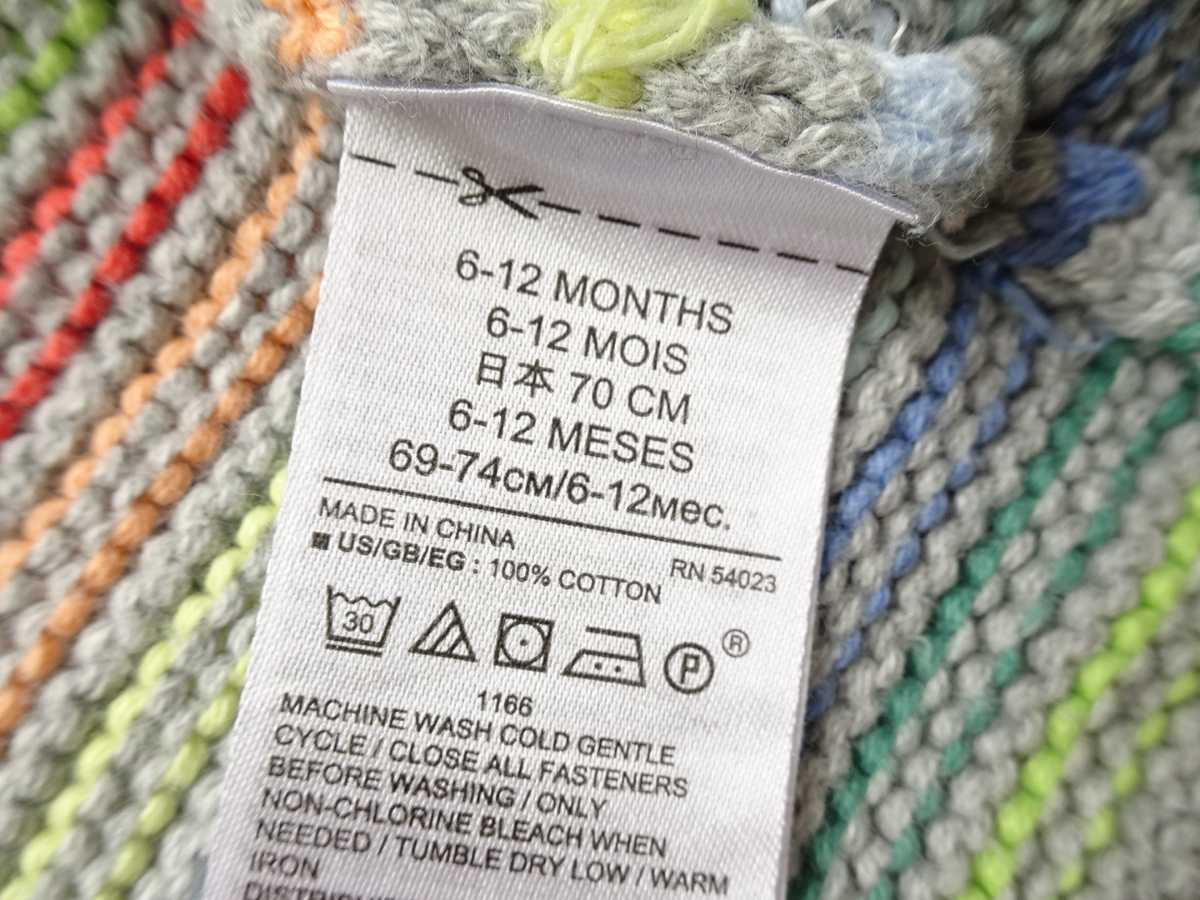 6-12 MONTHS
6-12 MOIS
日本 70 CM
6-12 MESES
69-74см/6-12мес.
MADE IN CHINA
RN 54023
US/GB/EG : 100% COTTON
30
P
®
1166
MACHINE WASH COLD GENTLE
CYCLE / CLOSE ALL FASTENERS
BEFORE WASHING / ONLY
NON-CHLORINE BLEACH WHEN
NEEDED / TUMBLE DRY LOW / WARM
IRON